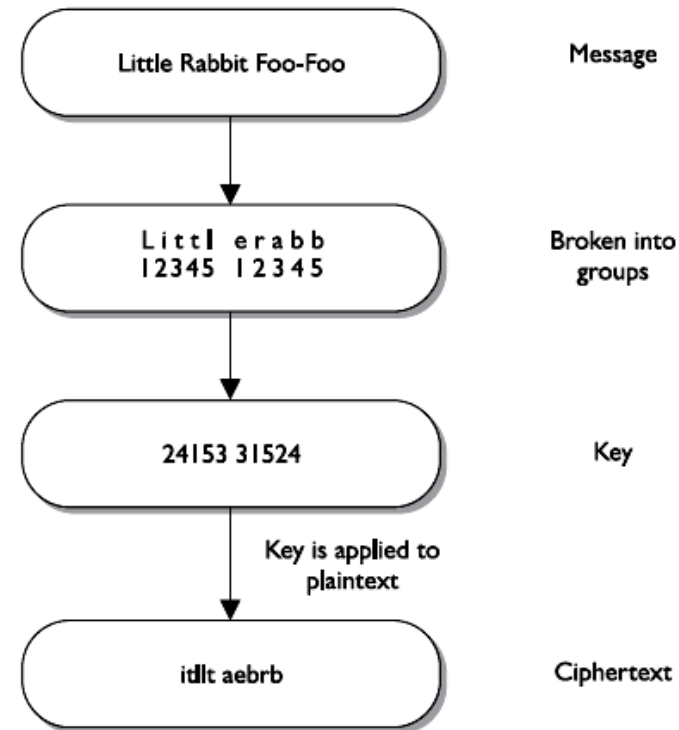 Little Rabbit Foo-Foo
Message
Littl erabb
12345 12345
Broken into
groups
24153 31524
Key
Key is applied to
plaintext
itllt aebrb
Ciphertext